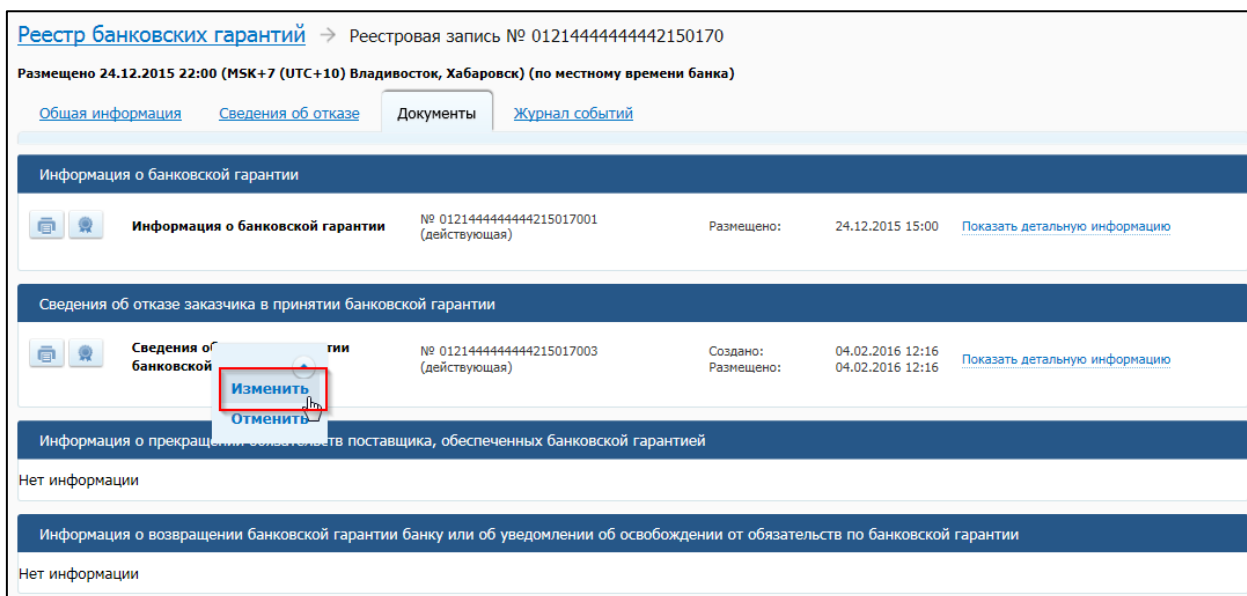 Реестр банковских гарантий → Реестровая запись № 01214444444442150170
Размещено 24.12.2015 22:00 (MSK+7 (UTC+10) Владивосток, Хабаровск) (по местному времени банка)
Общая информация Сведения об отказе Документы Журнал событий
Информация о банковской гарантии
Информация о банковской гарантии № 0121444444444215017001 Размещено: 24.12.2015 15:00 Показать детальную информацию
(действующая)
Сведения об отказе заказчика в принятии банковской гарантии
Сведения об тии № 0121444444444215017003 Создано: 04.02.2016 12:16 Показать детальную информацию
банковской (действующая) Размещено: 04.02.2016 12:16
Изменить
Отменить
Информация о прекращении обязательств поставщика, обеспеченных банковской гарантией
Нет информации
Информация о возвращении банковской гарантии банку или об уведомлении об освобождении от обязательств по банковской гарантии
Нет информации